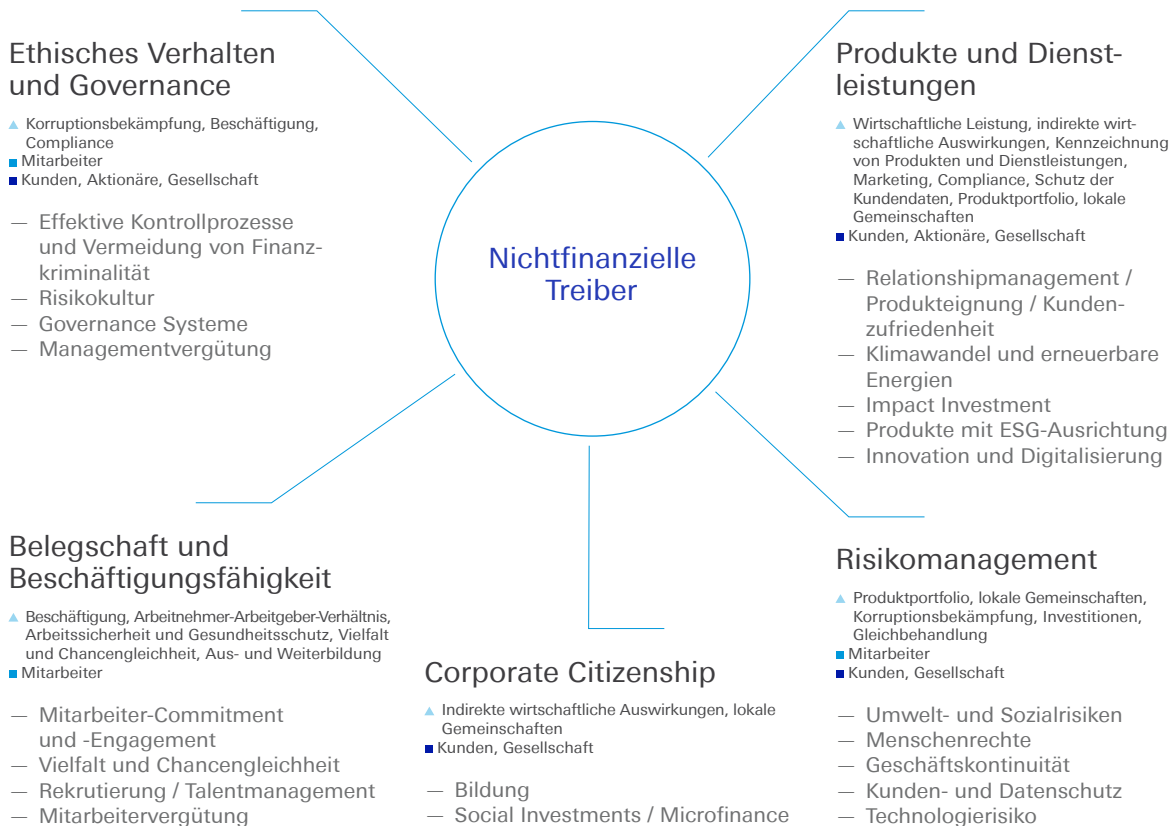 Ethisches Verhalten
und Governance
▲ Korruptionsbekämpfung, Beschäftigung,
Compliance
■ Mitarbeiter
■ Kunden, Aktionäre, Gesellschaft
— Effektive Kontrollprozesse
und Vermeidung von Finanz-
kriminalität
— Risikokultur
— Governance Systeme
— Managementvergütung
Nichtfinanzielle
Treiber
Produkte und Dienst-
leistungen
▲ Wirtschaftliche Leistung, indirekte wirt-
schaftliche Auswirkungen, Kennzeichnung
von Produkten und Dienstleistungen,
Marketing, Compliance, Schutz der
Kundendaten, Produktportfolio, lokale
Gemeinschaften
■ Kunden, Aktionäre, Gesellschaft
— Relationshipmanagement /
Produkteignung / Kunden-
zufriedenheit
— Klimawandel und erneuerbare
Energien
— Impact Investment
— Produkte mit ESG-Ausrichtung
— Innovation und Digitalisierung
Belegschaft und
Beschäftigungsfähigkeit
▲ Beschäftigung, Arbeitnehmer-Arbeitgeber-Verhältnis,
Arbeitssicherheit und Gesundheitsschutz, Vielfalt
und Chancengleichheit, Aus- und Weiterbildung
■ Mitarbeiter
— Mitarbeiter-Commitment
und -Engagement
— Vielfalt und Chancengleichheit
— Rekrutierung / Talentmanagement
— Mitarbeitervergütung
Corporate Citizenship
▲ Indirekte wirtschaftliche Auswirkungen, lokale
Gemeinschaften
■ Kunden, Gesellschaft
— Bildung
— Social Investments / Microfinance
Risikomanagement
▲ Produktportfolio, lokale Gemeinschaften,
Korruptionsbekämpfung, Investitionen,
Gleichbehandlung
■ Mitarbeiter
■ Kunden, Gesellschaft
— Umwelt- und Sozialrisiken
— Menschenrechte
— Geschäftskontinuität
— Kunden- und Datenschutz
— Technologierisiko